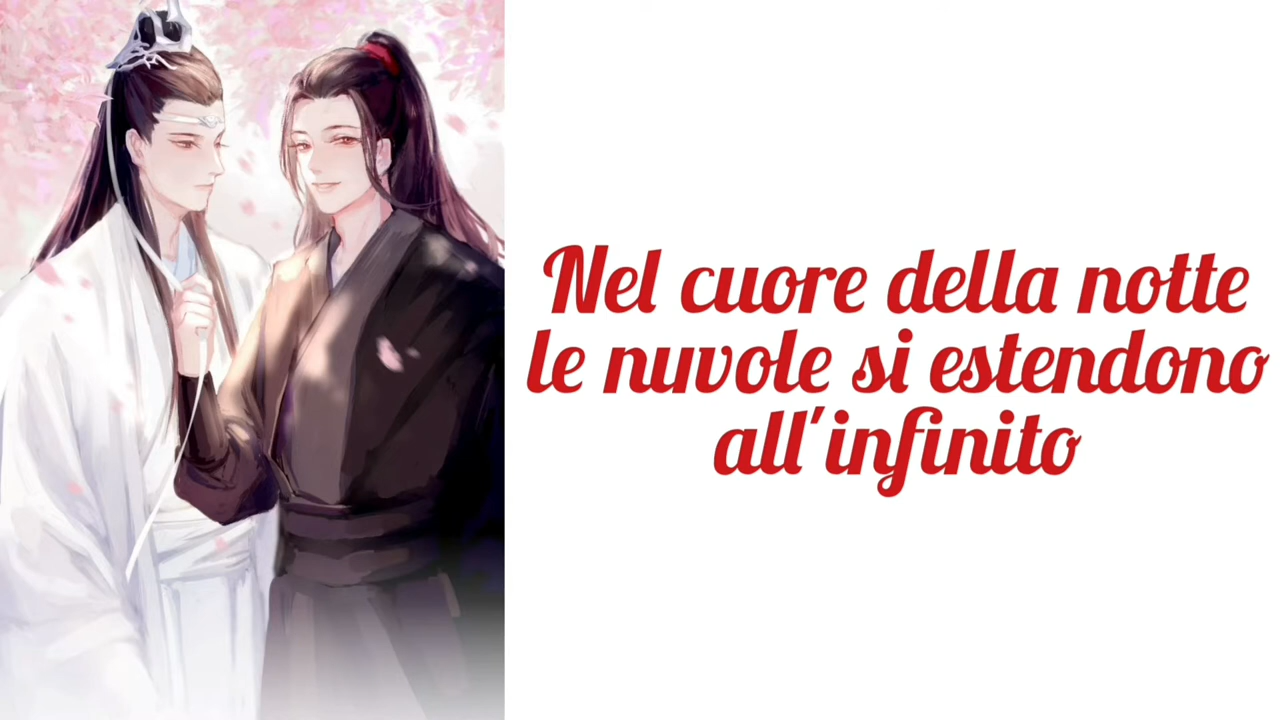 Nel cuore della notte
le nuvole si estendono
all'infinito